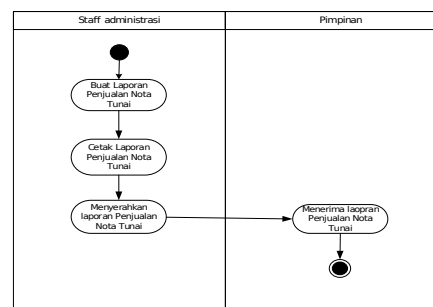 Staff administrasi
Pimpinan
Buat Laporan
Penjualan Nota
Tunai
Cetak Laporan
Penjualan Nota
Tunai
Menyerahkan
laporan Penjualan
Nota Tunai
Menerima laopran
Penjualan Nota
Tunai